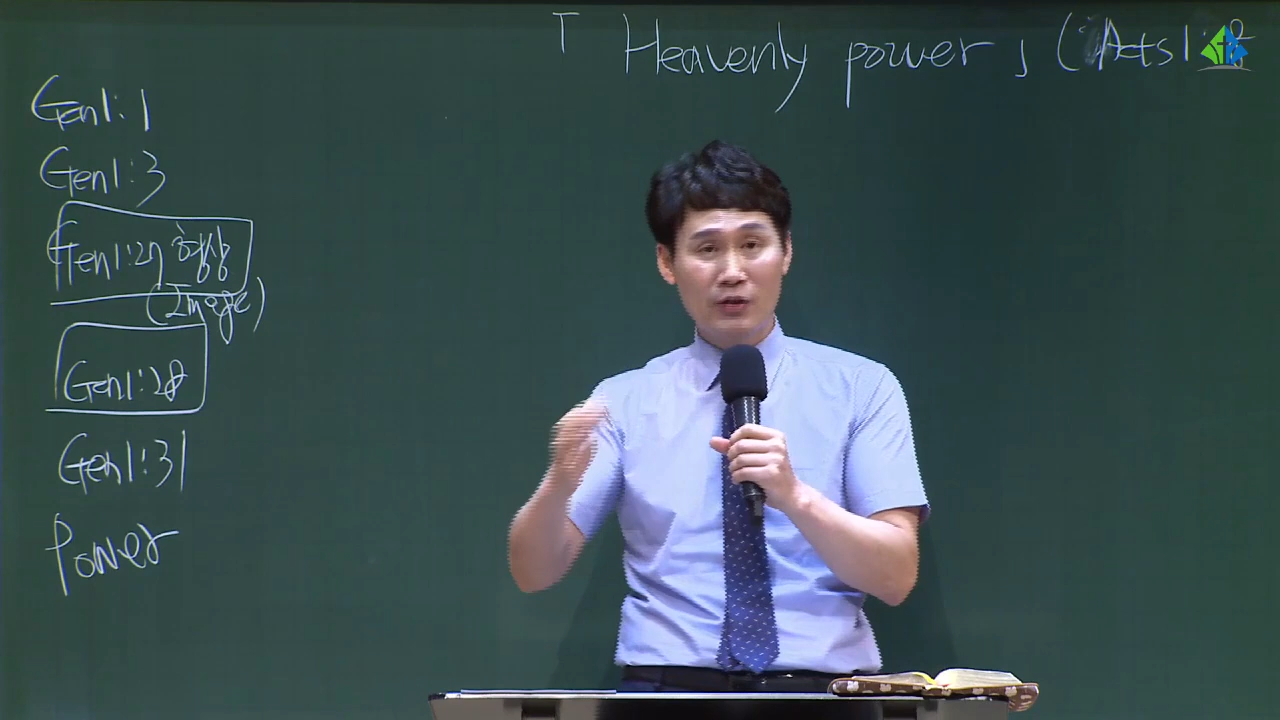 「 Heavenly power 」 (Acts1:8
Gen1:1
Gen1:3
Gen1:27 형상
(Image)
Gen1:28
Gen1:31
Power